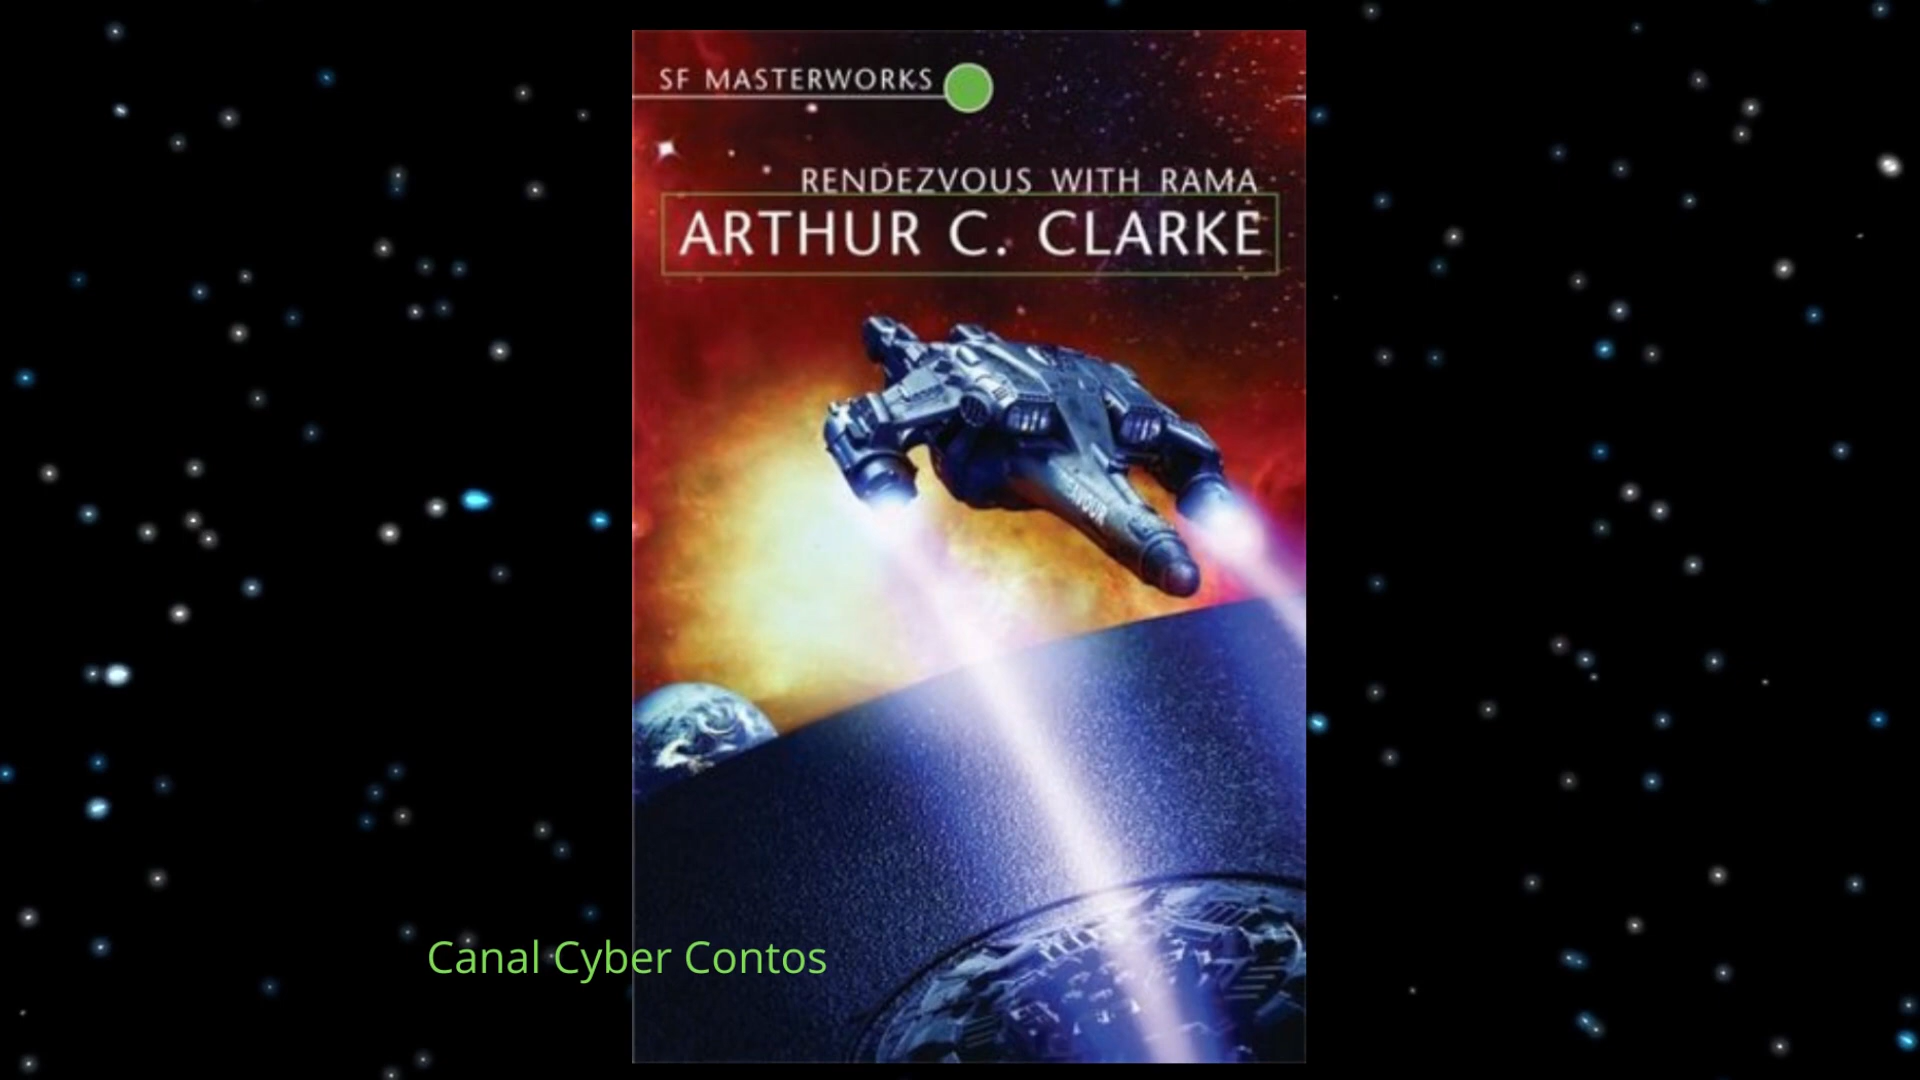 SF MASTERWORKS
RENDEZVOUS WITH RAMA
ARTHUR C. CLARKE
Canal Cyber Contos